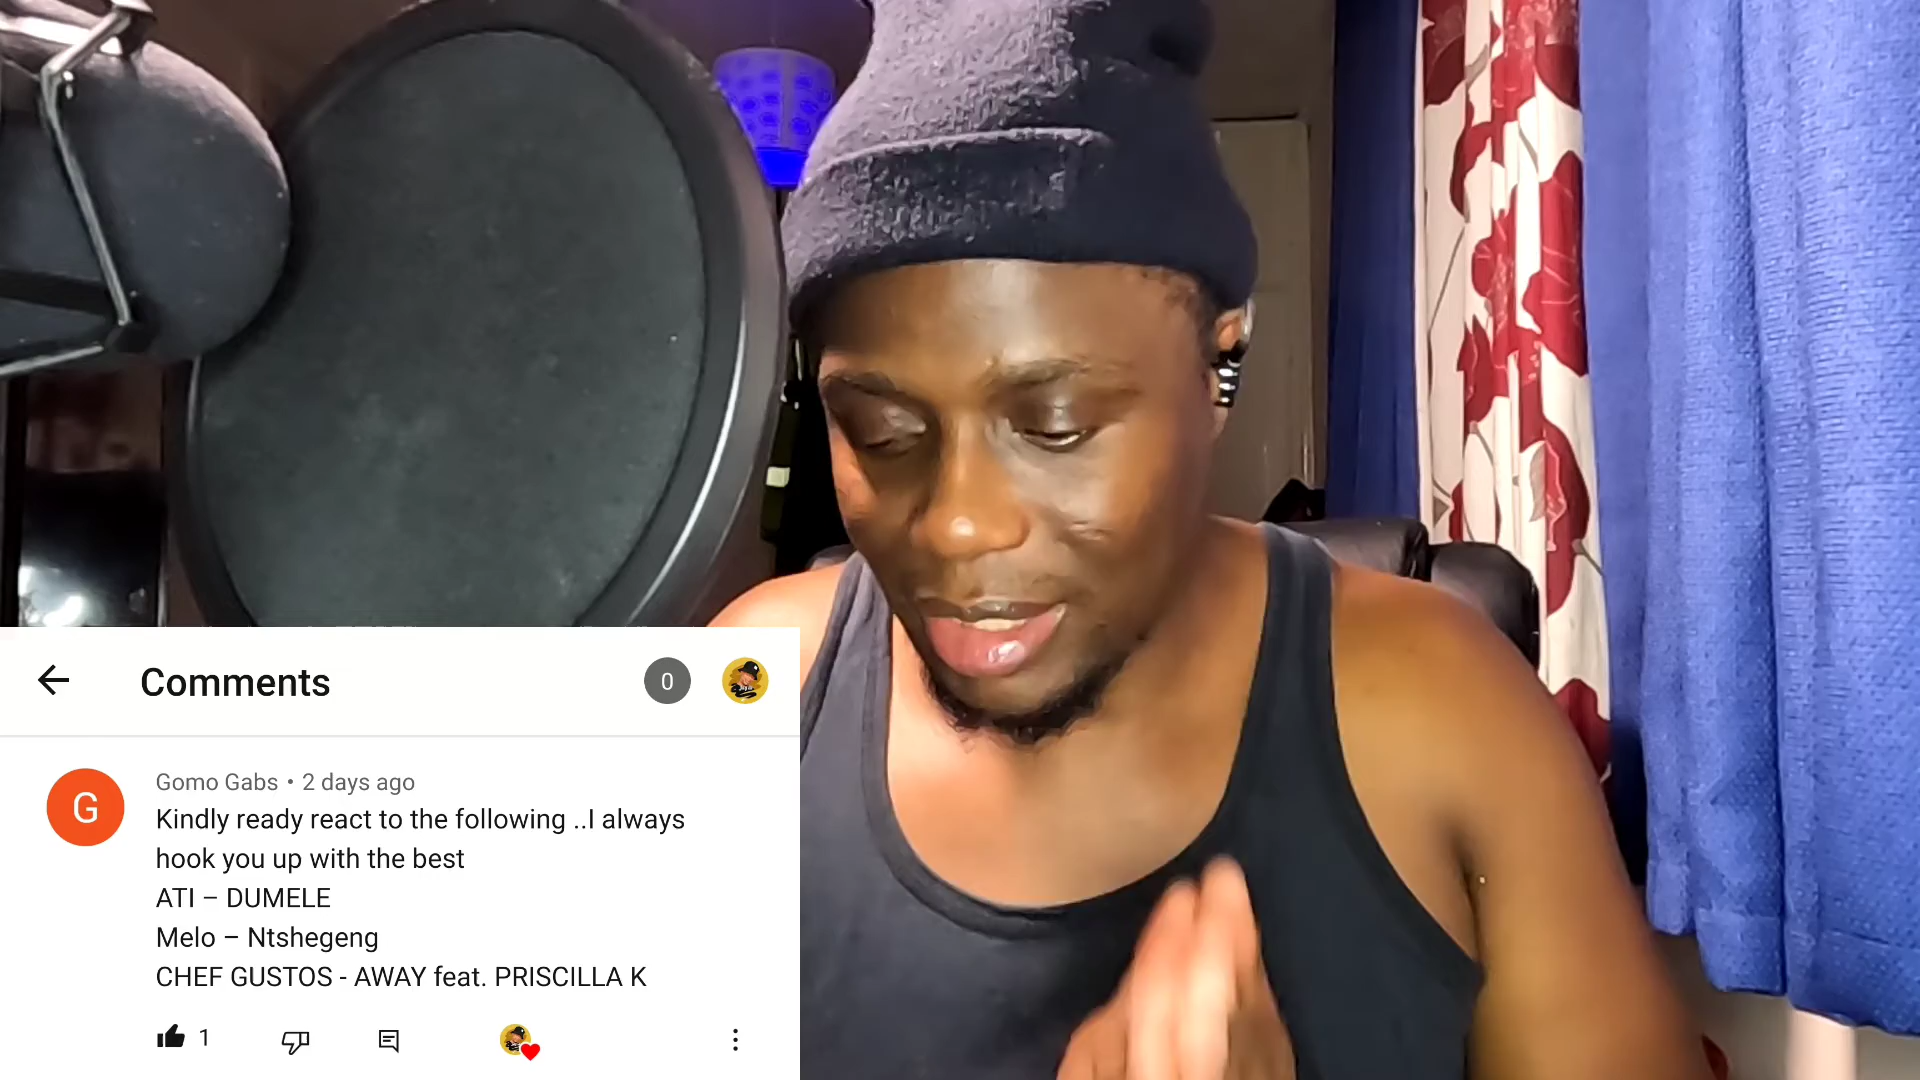 Comments
0
G
Gomo Gabs • 2 days ago
Kindly ready react to the following ..I always
hook you up with the best
ATI – DUMELE
Melo – Ntshegeng
CHEF GUSTOS - AWAY feat. PRISCILLA K
1